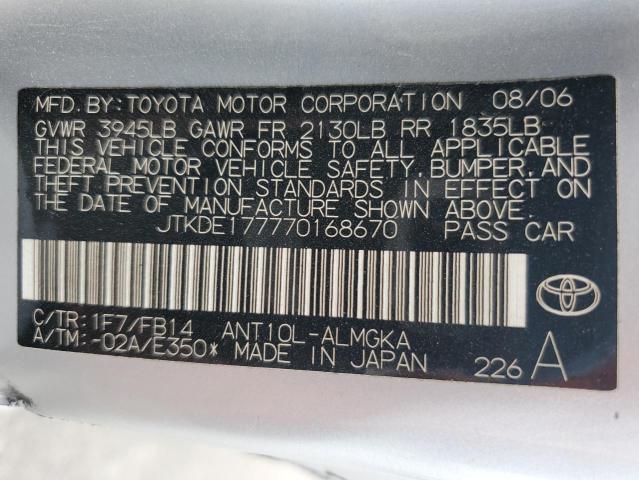 MFD.BY:TOYOTA MOTOR CORPORATION 08/06
GVWR 3945LB GAWR FR 2130LB RR 1835LB
THIS VEHICLE CONFORMS TO ALL APPLICABLE
FEDERAL MOTOR VEHICLE SAFETY,BUMPER,AND
THEFT PREVENTION STANDARDS IN EFFECT ON
THE DATE OF MANUFACTURE SHOWN ABOVE.
JTKDE177770168670 PASS CAR
C/TR:1F7/FB14 ANT10L-ALMGKA
A/TM:-02A/E350* MADE IN JAPAN
226 A